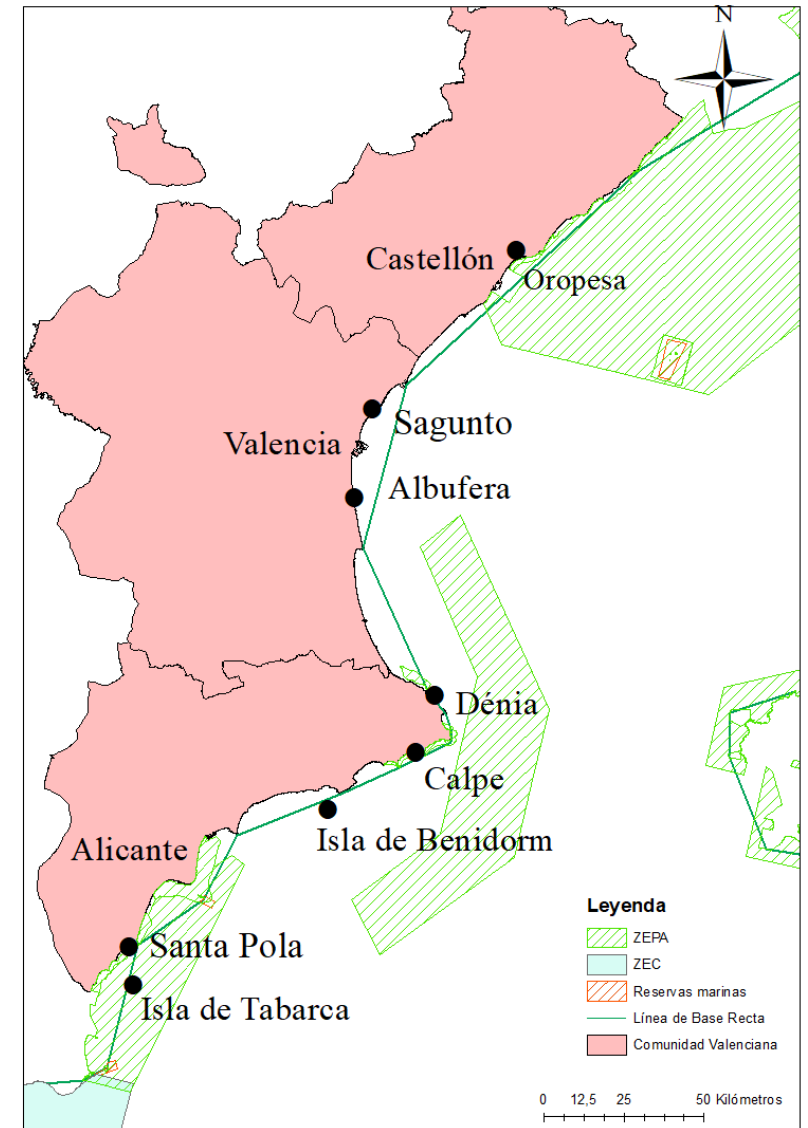 N
Castellón
Oropesa
Sagunto
Valencia
Albufera
Dénia
Calpe
Isla de Benidorm
Alicante
Santa Pola
Isla de Tabarca
Leyenda
ZEPA
ZEC
Reservas marinas
Línea de Base Recta
Comunidad Valenciana
0 12,5 25 50 Kilómetros